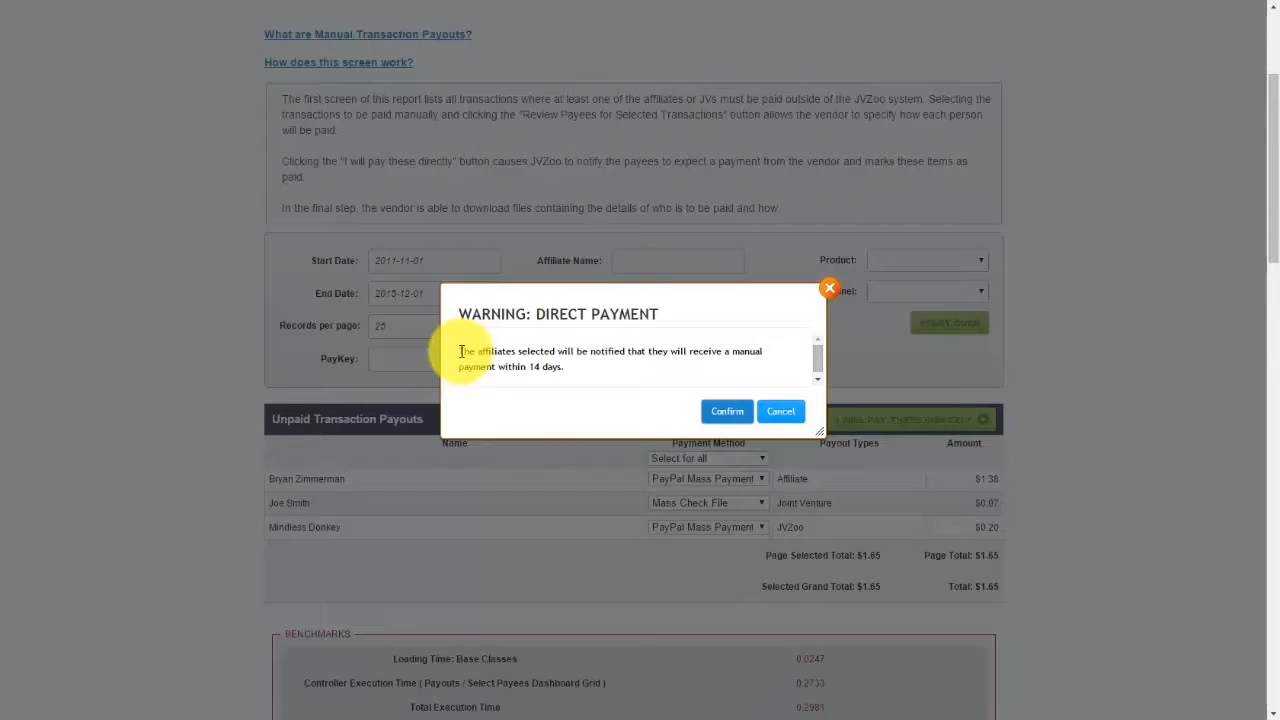 What are Manual Transaction Payouts?
How does this screen work?
The first screen of this report lists all transactions where at least one of the affiliates or JVs must be paid outside of the JVZoo system. Selecting the
transactions to be paid manually and clicking the "Review Payees for Selected Transactions" button allows the vendor to specify how each person
will be paid.
Clicking the "I will pay these directly" button causes JVZoo to notify the payees to expect a payment from the vendor and marks these items as
paid.
In the final step, the vendor is able to download files containing the details of who is to be paid and how.
Start Date: 2011-11-01 Affiliate Name: Product:
End Date: 2015-12-01
Records per page: 25 START OVER
PayKey:
WARNING: DIRECT PAYMENT
The affiliates selected will be notified that they will receive a manual
payment within 14 days.
Confirm Cancel
Unpaid Transaction Payouts I WILL PAY THESE DIRECTLY
Name Payment Method Payout Types Amount
Select for all
Bryan Zimmerman PayPal Mass Payment Affiliate $1.38
Joe Smith Mass Check File Joint Venture $0.07
Mindless Donkey PayPal Mass Payment JVZoo $0.20
Page Selected Total: $1.65 Page Total: $1.65
Selected Grand Total: $1.65 Total: $1.65
BENCHMARKS
Loading Time: Base Classes 0.0247
Controller Execution Time ( Payouts / Select Payees Dashboard Grid ) 0.2733
Total Execution Time 0.2981